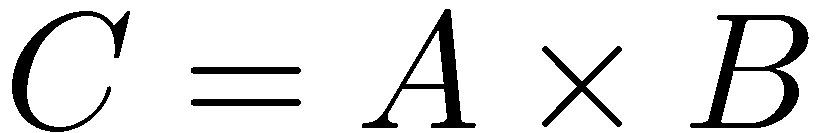 C = A × B